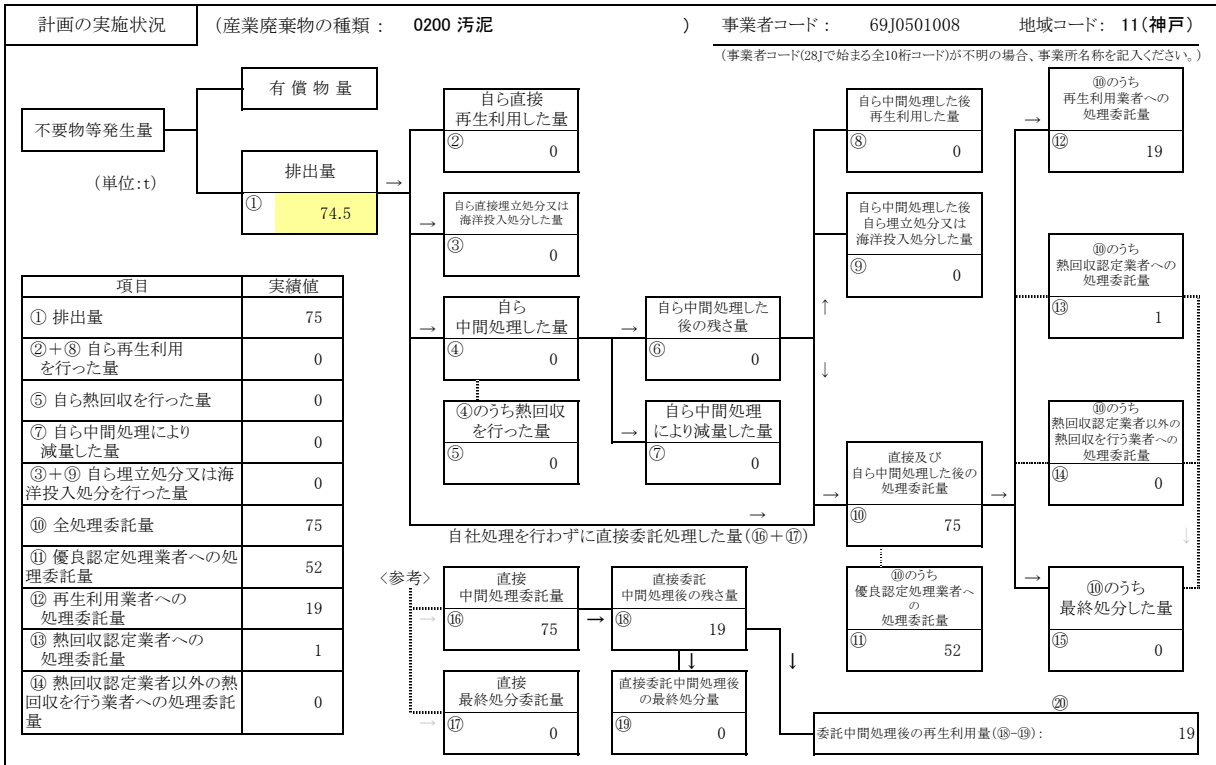 計画の実施状況
(産業廃棄物の種類 : 0200 汚泥 )
事業者コード : 69J0501008
地域コード: 11(神戸)
(事業者コード(28Jで始まる全10桁コード)が不明の場合、事業所名称を記入ください。)
不要物等発生量
(単位:t)
有 償 物 量
排出量
→
① 74.5
自ら直接
再生利用した量
② 0
→
自ら直接埋立処分又は
海洋投入処分した量
③ 0
→
自ら
中間処理した量
④ 0
④のうち熱回収
を行った量
⑤ 0
→
自ら中間処理した
後の残さ量
⑥ 0
→
自ら中間処理
により減量した量
⑦ 0
自ら中間処理した後
再生利用した量
⑧ 0
自ら中間処理した後
自ら埋立処分又は
海洋投入処分した量
⑨ 0
↑
↓
→
直接及び
自ら中間処理した後の
処理委託量
→
⑩ 75
⑩のうち
優良認定処理業者へ
の
処理委託量
⑪ 52
→
⑩のうち
再生利用業者への
処理委託量
⑫ 19
⑩のうち
熱回収認定業者への
処理委託量
⑬ 1
⑩のうち
熱回収認定業者以外の
熱回収を行う業者への
処理委託量
⑭ 0
↓
→
⑩のうち
最終処分した量
⑮ 0
項目 実績値
① 排出量 75
②+⑧ 自ら再生利用
を行った量 0
⑤ 自ら熱回収を行った量 0
⑦ 自ら中間処理により
減量した量 0
③+⑨ 自ら埋立処分又は海
洋投入処分を行った量 0
⑩ 全処理委託量 75
⑪ 優良認定処理業者への処
理委託量 52
⑫ 再生利用業者への
処理委託量 19
⑬ 熱回収認定業者への
処理委託量 1
⑭ 熱回収認定業者以外の熱
回収を行う業者への処理委託
量 0
→
自社処理を行わずに直接委託処理した量(⑯+⑰)
<参考>
直接
中間処理委託量
→ ⑯ 75
→
直接委託
中間処理後の残さ量
⑱ 19
↓
↓
直接
最終処分委託量
→ ⑰ 0
直接委託中間処理後
の最終処分量
⑲ 0
⑳
委託中間処理後の再生利用量(⑱-⑲) : 19